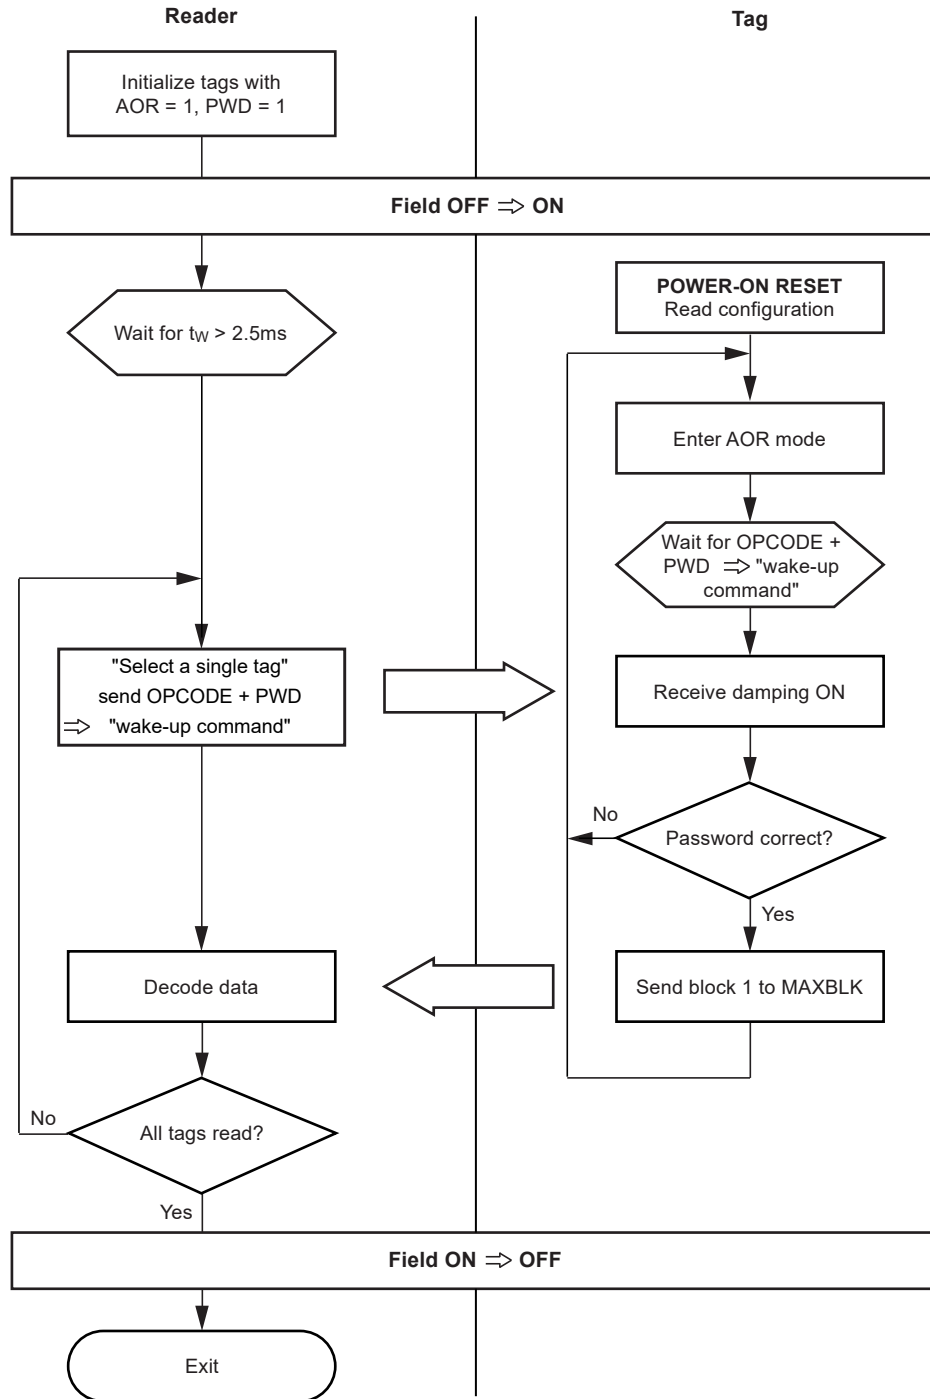 Reader
Tag
Initialize tags with
AOR = 1, PWD = 1
Field OFF ⇒ ON
Wait for tW > 2.5ms
POWER-ON RESET
Read configuration
Enter AOR mode
Wait for OPCODE +
PWD ⇒ "wake-up
command"
"Select a single tag"
send OPCODE + PWD
⇒ "wake-up command"
Receive damping ON
No
Password correct?
Yes
Decode data
Send block 1 to MAXBLK
No
All tags read?
Yes
Field ON ⇒ OFF
Exit